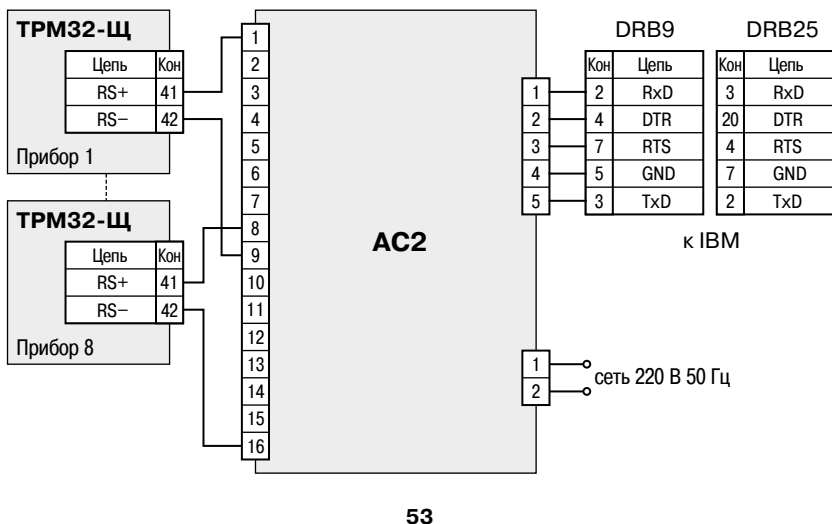 ТРМ32-Щ
Цепь Кон
RS+ 41
RS− 42
Прибор 1
ТРМ32-Щ
Цепь Кон
RS+ 41
RS− 42
Прибор 8
1
2
3
4
5
6
7
8
9
10
11
12
13
14
15
16
АС2
1
2
3
4
5
1
2
DRB9
Кон Цепь
2 RxD
4 DTR
7 RTS
5 GND
3 TxD
DRB25
Кон Цепь
3 RxD
20 DTR
4 RTS
7 GND
2 TxD
к IBM
сеть 220 В 50 Гц
53